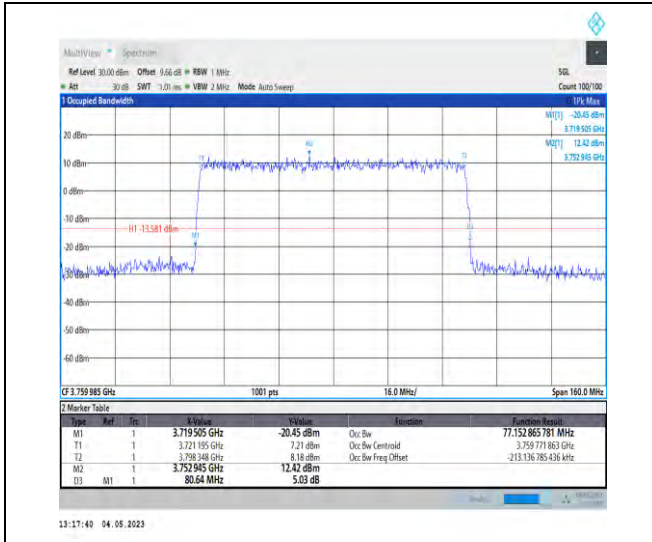 MultiView Spectrum
Ref Level 30.00 dBm Offset 9.66 dB RBW 1 MHz SGL
Att 30 dB SWT 1.01 ms VBW 2 MHz Mode Auto Sweep Count 100/100
1 Occupied Bandwidth 1Pk Max
M1[1] -20.45 dBm
3.719 505 GHz
M2[1] 12.42 dBm
3.752 945 GHz
20 dBm
M2
T1 T2
10 dBm
0 dBm
-10 dBm
H1 -13.581 dBm
M1
D3
-20 dBm
-30 dBm
-40 dBm
-50 dBm
-60 dBm
CF 3.759 985 GHz 1001 pts 16.0 MHz/ Span 160.0 MHz
2 Marker Table
Type Ref Trc X-Value Y-Value Function Function Result
M1 1 3.719 505 GHz -20.45 dBm Occ Bw 77.152 865 781 MHz
T1 1 3.721 195 GHz 7.21 dBm Occ Bw Centroid 3.759 771 863 GHz
T2 1 3.798 348 GHz 8.18 dBm Occ Bw Freq Offset -213.136 785 436 kHz
M2 1 3.752 945 GHz 12.42 dBm
D3 M1 1 80.64 MHz 5.03 dB
13:17:40 04.05.2023